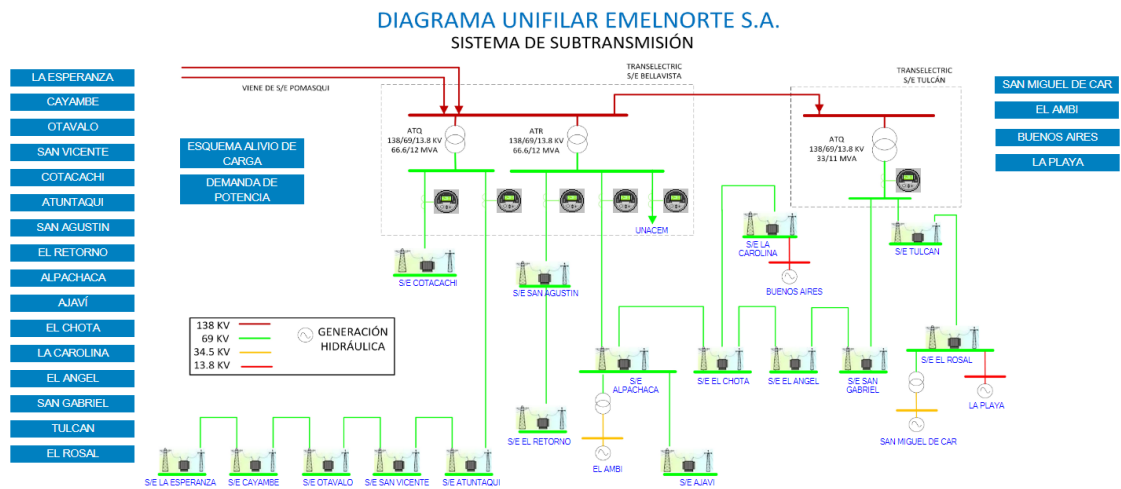 DIAGRAMA UNIFILAR EMELNORTE S.A.
SISTEMA DE SUBTRANSMISIÓN
LA ESPERANZA
CAYAMBE
OTAVALO
SAN VICENTE
COTACACHI
ATUNTAQUI
SAN AGUSTIN
EL RETORNO
ALPACHACA
AJAVÍ
EL CHOTA
LA CAROLINA
EL ANGEL
SAN GABRIEL
TULCAN
EL ROSAL
ESQUEMA ALIVIO DE
CARGA
DEMANDA DE
POTENCIA
VIENE DE S/E POMASQUI
TRANSELECTRIC
S/E BELLAVISTA
ATQ
138/69/13.8 KV
66.6/12 MVA
ATR
138/69/13.8 KV
66.6/12 MVA
UNACEM
TRANSELECTRIC
S/E TULCÁN
ATQ
138/69/13.8 KV
33/11 MVA
SAN MIGUEL DE CAR
EL AMBI
BUENOS AIRES
LA PLAYA
S/E COTACACHI
S/E SAN AGUSTIN
S/E LA
CAROLINA
BUENOS AIRES
S/E TULCAN
138 KV
69 KV
34.5 KV
13.8 KV
GENERACIÓN
HIDRÁULICA
S/E
ALPACHACA
S/E EL CHOTA
S/E EL ANGEL
S/E SAN
GABRIEL
S/E EL ROSAL
LA PLAYA
SAN MIGUEL DE CAR
S/E EL RETORNO
EL AMBI
S/E LA ESPERANZA
S/E CAYAMBE
S/E OTAVALO
S/E SAN VICENTE
S/E ATUNTAQUI
S/E AJAVI